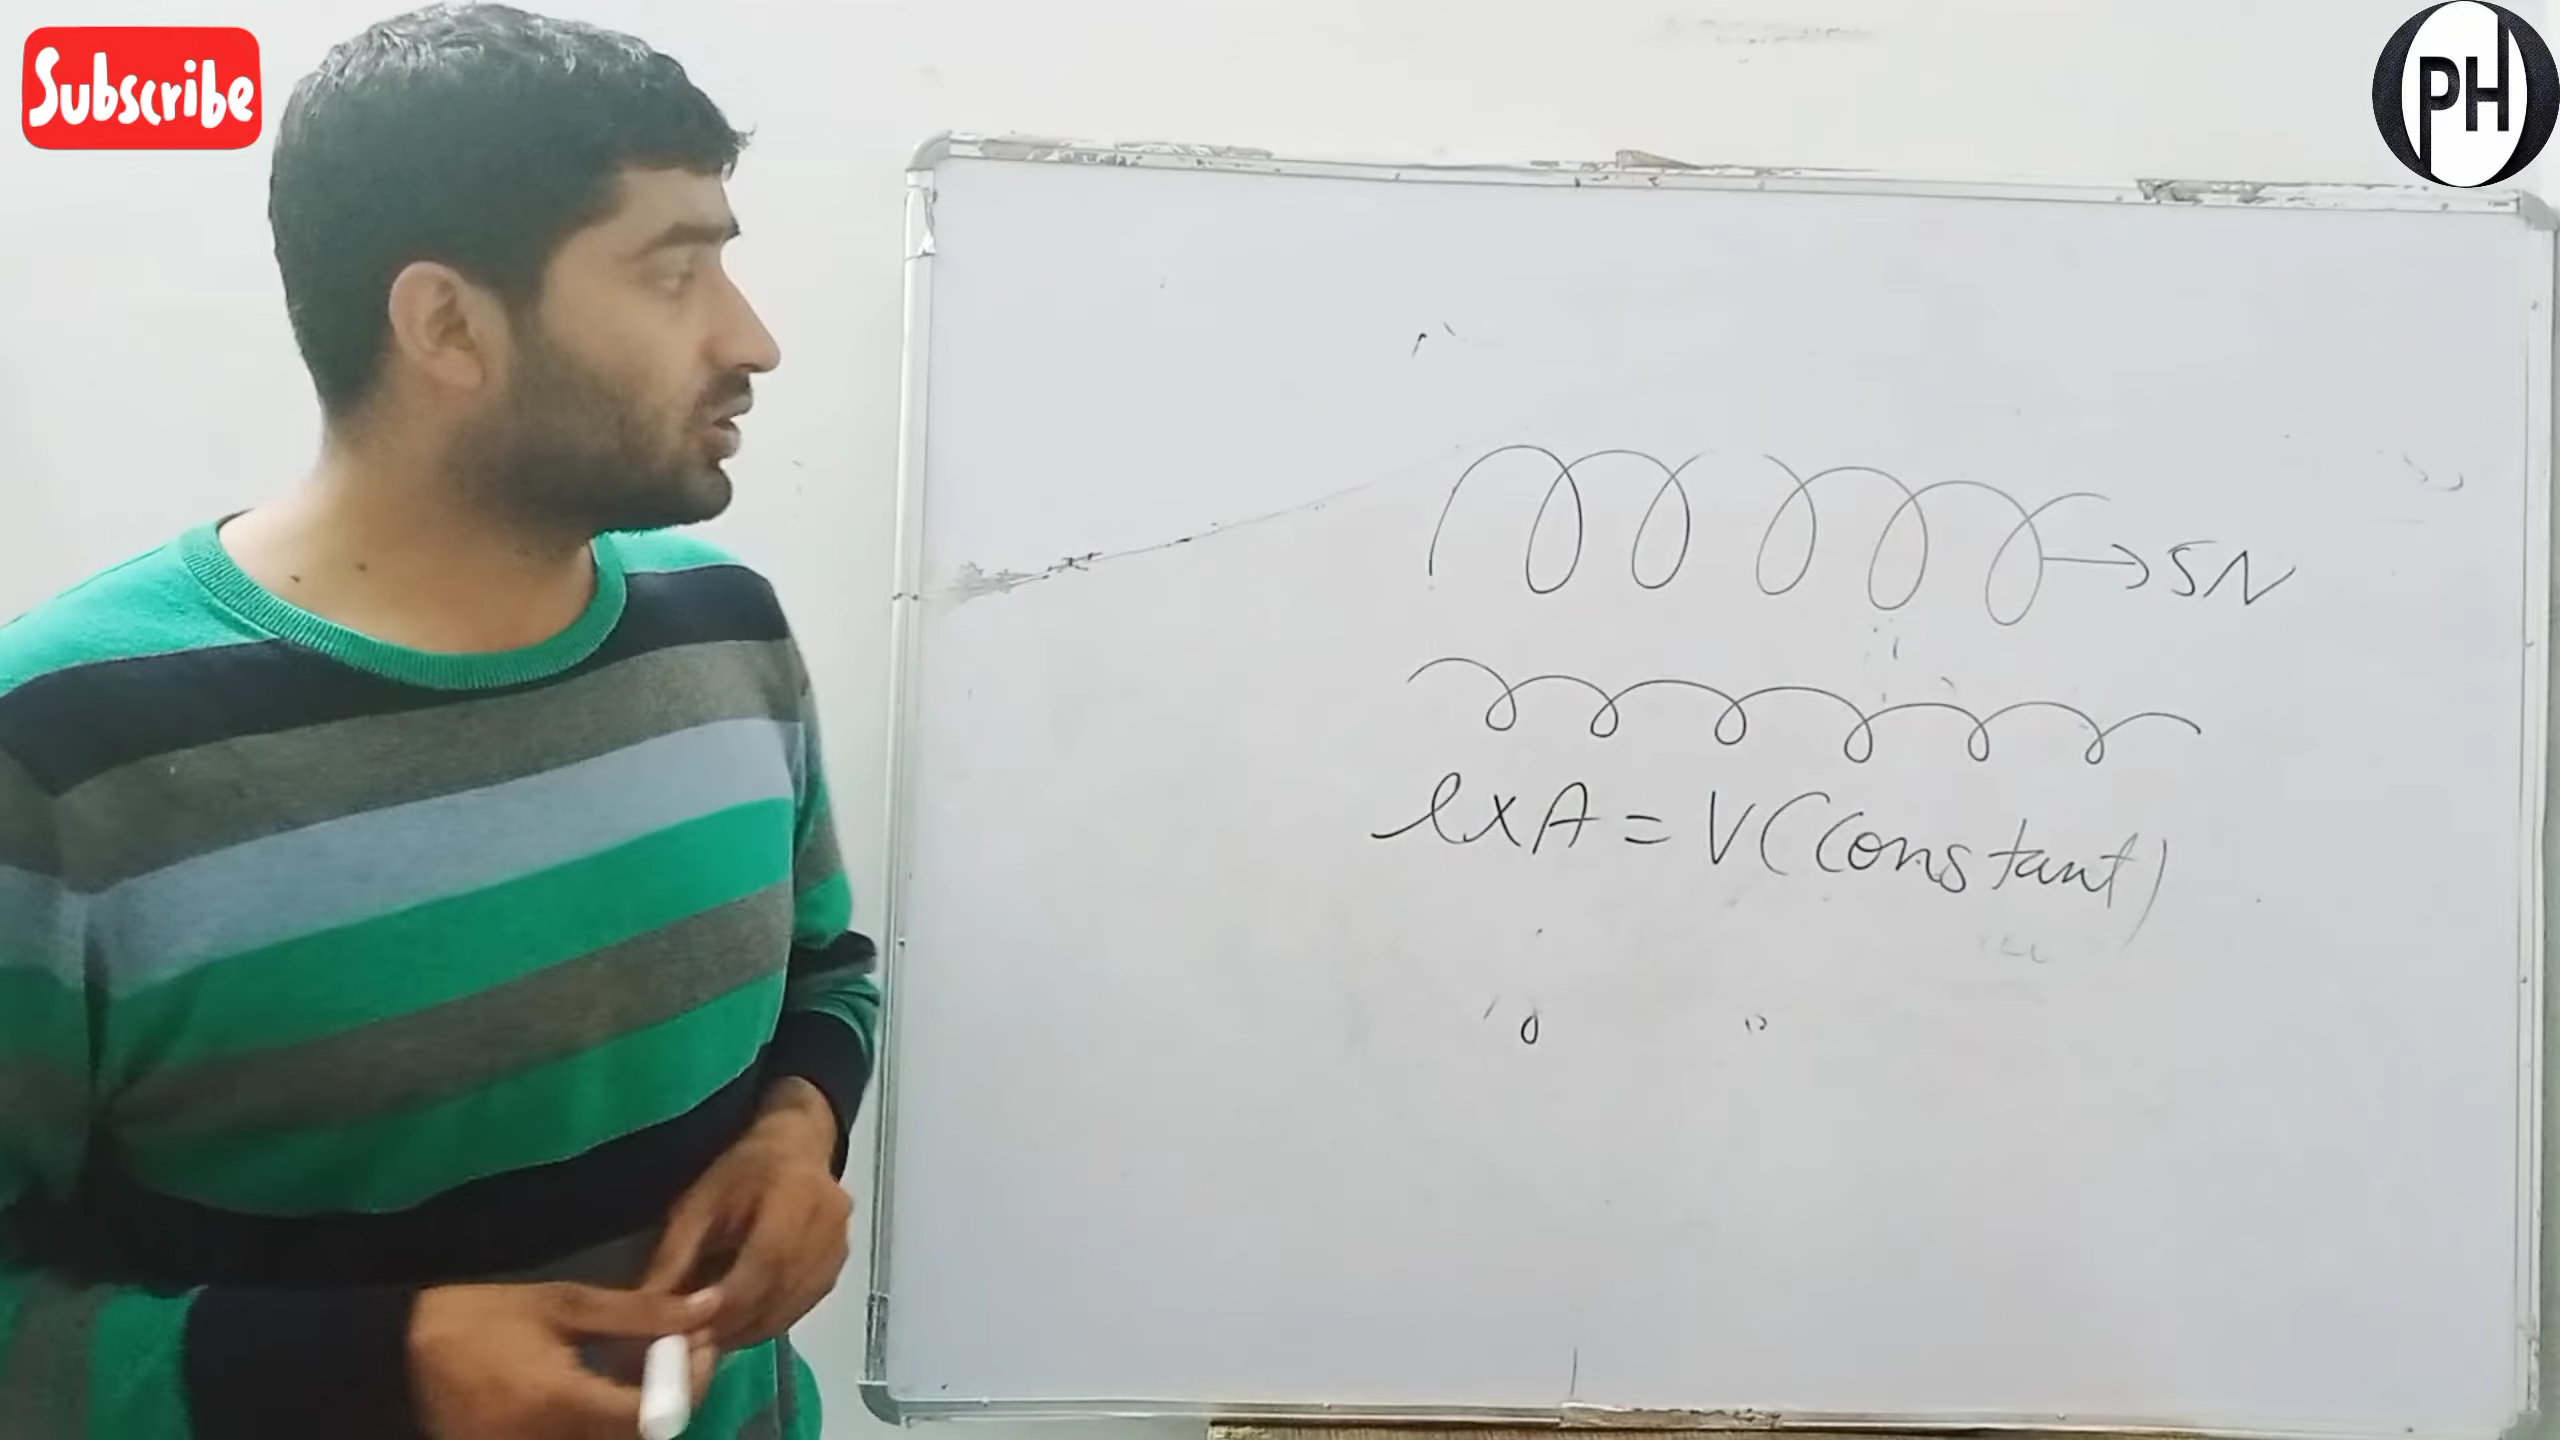 Subscribe
PH
5N
l x A = V (Constant)